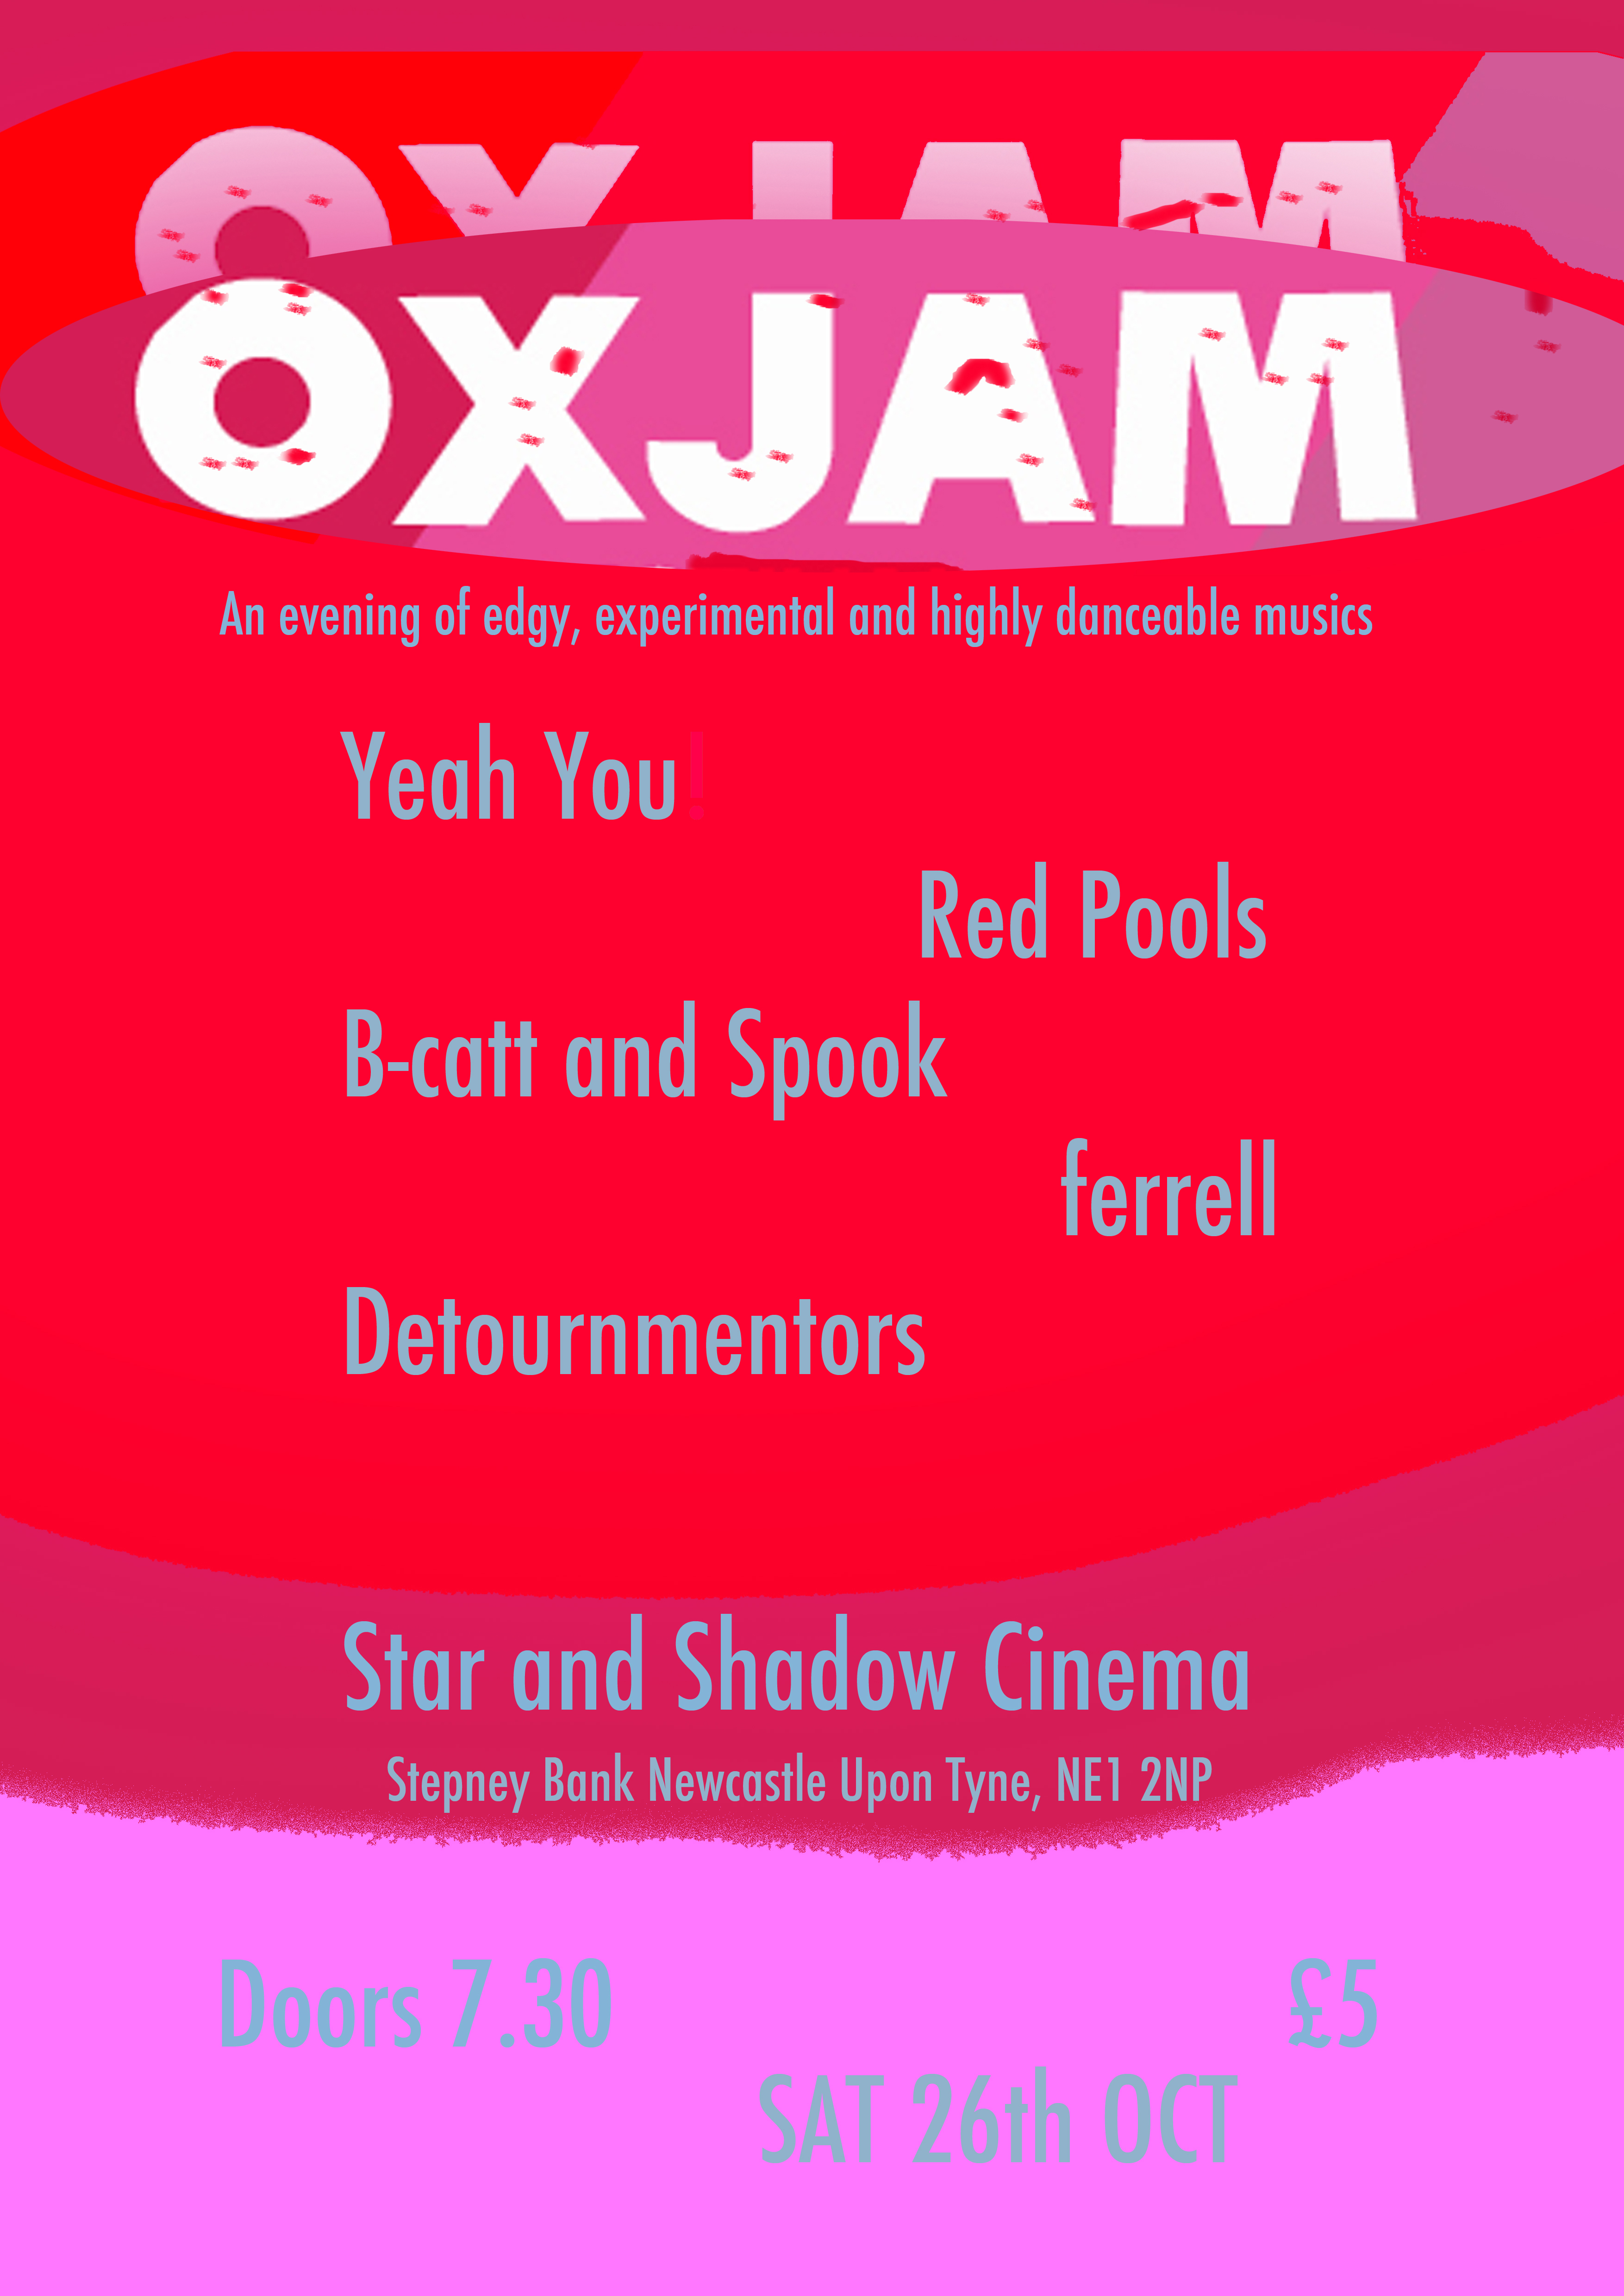 OXJAM
OXJAM
An evening of edgy, experimental and highly danceable musics
Yeah You!
Red Pools
B-catt and Spook
ferrell
Detournmentors
Star and Shadow Cinema
Stepney Bank Newcastle Upon Tyne, NE1 2NP
Doors 7.30 £5
SAT 26th OCT